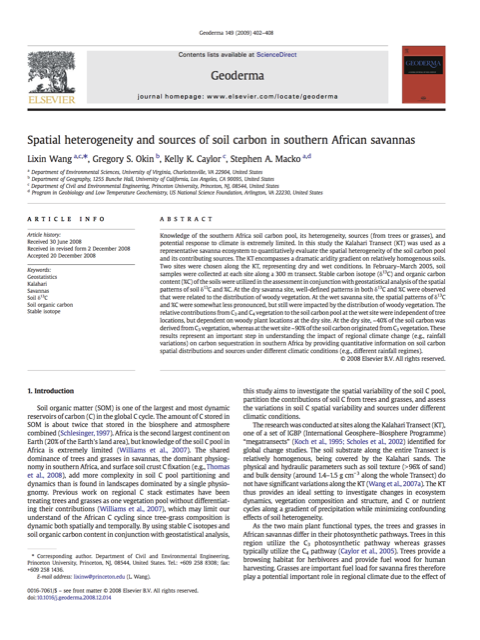 Geoderma 149 (2009) 402–408
Contents lists available at ScienceDirect
Geoderma
journal homepage: www.elsevier.com/locate/geoderma
ELSEVIER
GEODERMA
Spatial heterogeneity and sources of soil carbon in southern African savannas
Lixin Wang a,c,*, Gregory S. Okin b, Kelly K. Caylor c, Stephen A. Macko a,d
a Department of Environmental Sciences, University of Virginia, Charlottesville, VA 22904, United States
b Department of Geography, 1255 Bunche Hall, University of California, Los Angeles, CA 90095, United States
c Department of Civil and Environmental Engineering, Princeton University, Princeton, NJ, 08544, United States
d Program in Geobiology and Low Temperature Geochemistry, US National Science Foundation, Arlington, VA 22230, United States
ARTICLE INFO
Article history:
Received 30 June 2008
Received in revised form 2 December 2008
Accepted 20 December 2008
Keywords:
Geostatistics
Kalahari
Savannas
Soil δ13C
Soil organic carbon
Stable isotope
ABSTRACT
Knowledge of the southern Africa soil carbon pool, its heterogeneity, sources (from trees or grasses), and
potential response to climate is extremely limited. In this study the Kalahari Transect (KT) was used as a
representative savanna ecosystem to quantitatively evaluate the spatial heterogeneity of the soil carbon pool
and its contributing sources. The KT encompasses a dramatic aridity gradient on relatively homogenous soils.
Two sites were chosen along the KT, representing dry and wet conditions. In February–March 2005, soil
samples were collected at each site along a 300 m transect. Stable carbon isotope (δ13C) and organic carbon
content (%C) of the soils were utilized in the assessment in conjunction with geostatistical analysis of the spatial
patterns of soil δ13C and %C. At the dry savanna site, well-defined patterns in both δ13C and %C were observed
that were related to the distribution of woody vegetation. At the wet savanna site, the spatial patterns of δ13C
and %C were somewhat less pronounced, but still were impacted by the distribution of woody vegetation. The
relative contributions from C3 and C4 vegetation to the soil carbon pool at the wet site were independent of tree
locations, but dependent on woody plant locations at the dry site. At the dry site, ~40% of the soil carbon was
derived from C3 vegetation, whereas at the wet site ~90% of the soil carbon originated from C3 vegetation. These
results represent an important step in understanding the impact of regional climate change (e.g., rainfall
variations) on carbon sequestration in southern Africa by providing quantitative information on soil carbon
spatial distributions and sources under different climatic conditions (e.g., different rainfall regimes).
© 2008 Elsevier B.V. All rights reserved.
1. Introduction
Soil organic matter (SOM) is one of the largest and most dynamic
reservoirs of carbon (C) in the global C cycle. The amount of C stored in
SOM is about twice that stored in the biosphere and atmosphere
combined (Schlesinger, 1997). Africa is the second largest continent on
Earth (20% of the Earth's land area), but knowledge of the soil C pool in
Africa is extremely limited (Williams et al., 2007). The shared
dominance of trees and grasses in savannas, the dominant physiog-
nomy in southern Africa, and surface soil crust C fixation (e.g., Thomas
et al., 2008), add more complexity in soil C pool partitioning and
dynamics than is found in landscapes dominated by a single physio-
gnomy. Previous work on regional C stack estimates have been
treating trees and grasses as one vegetation pool without differentiat-
ing their contributions (Williams et al., 2007), which may limit our
understand of the African C cycling since tree-grass composition is
dynamic both spatially and temporally. By using stable C isotopes and
soil organic carbon content in conjunction with geostatistical analysis,
* Corresponding author. Department of Civil and Environmental Engineering,
Princeton University, Princeton, NJ, 08544, United States. Tel.: +609 258 8308; fax:
+609 258 1436.
E-mail address: lixinw@princeton.edu (L. Wang).
this study aims to investigate the spatial variability of the soil C pool,
partition the contributions of soil C from trees and grasses, and assess
the variations in soil C spatial variability and sources under different
climatic conditions.
The research was conducted at sites along the Kalahari Transect (KT),
one of a set of IGBP (International Geosphere–Biosphere Programme)
"megatransects" (Koch et al., 1995; Scholes et al., 2002) identified for
global change studies. The soil substrate along the entire Transect is
relatively homogenous, being covered by the Kalahari sands. The
physical and hydraulic parameters such as soil texture (>96% of sand)
and bulk density (around 1.4–1.5 g cm−3 along the whole Transect) do
not have significant variations along the KT (Wang et al., 2007a). The KT
thus provides an ideal setting to investigate changes in ecosystem
dynamics, vegetation composition and structure, and C or nutrient
cycles along a gradient of precipitation while minimizing confounding
effects of soil heterogeneity.
As the two main plant functional types, the trees and grasses in
African savannas differ in their photosynthetic pathways. Trees in this
region utilize the C3 photosynthetic pathway whereas grasses
typically utilize the C4 pathway (Caylor et al., 2005). Trees provide a
browsing habitat for herbivores and provide fuel wood for human
harvesting. Grasses are important fuel load for savanna fires therefore
play a potential important role in regional climate due to the effect of
0016-7061/$ – see front matter © 2008 Elsevier B.V. All rights reserved.
doi:10.1016/j.geoderma.2008.12.014